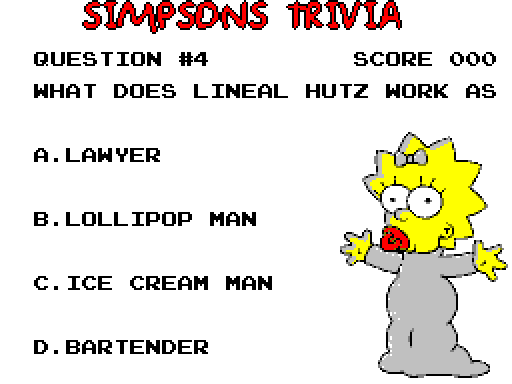 SIMPSONS TRIVIA
QUESTION #4 SCORE 000
WHAT DOES LINEAL HUTZ WORK AS
A.LAWYER
B.LOLLIPOP MAN
C.ICE CREAM MAN
D.BARTENDER